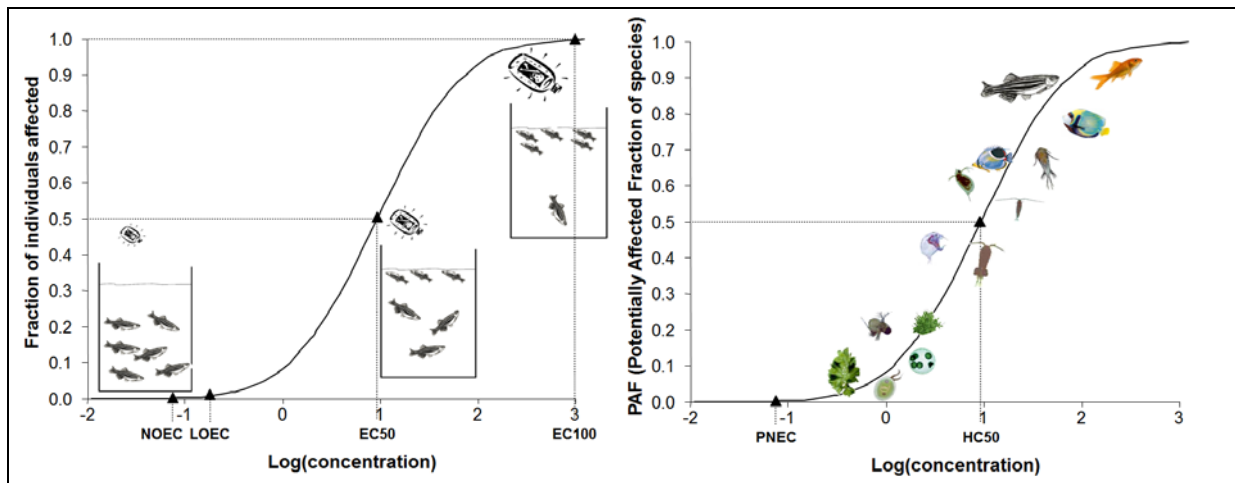 Fraction of individuals affected
1.0
0.9
0.8
0.7
0.6
0.5
0.4
0.3
0.2
0.1
0.0
-2 -1 0 1 2 3
NOEC LOEC EC50 EC100
Log(concentration)
PAF (Potentially Affected Fraction of species)
1.0
0.9
0.8
0.7
0.6
0.5
0.4
0.3
0.2
0.1
0.0
-2 -1 0 1 2 3
PNEC HC50
Log(concentration)